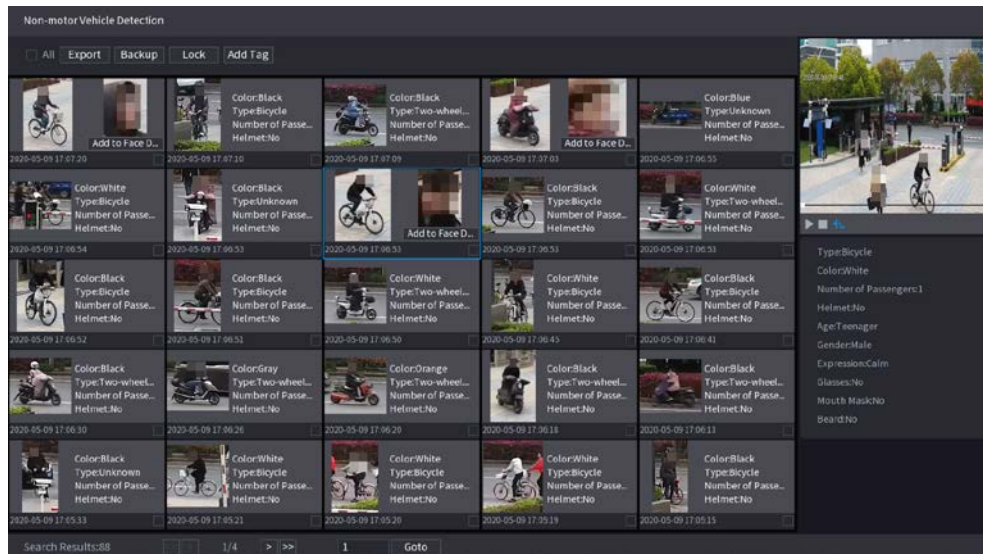 Non-motor Vehicle Detection
All Export Backup Lock Add Tag
Add to Face D...
2020-05-09 17:07:20
Color:Black
Type:Bicycle
Number of Passe...
Helmet:No
2020-05-09 17:07:10
Color:Black
Type:Two-wheel...
Number of Passe...
Helmet:No
2020-05-09 17:07:09
Add to Face D...
2020-05-09 17:07:03
Color:Blue
Type:Unknown
Number of Passe...
Helmet:No
2020-05-09 17:06:55
Color:White
Type:Bicycle
Number of Passe...
Helmet:No
2020-05-09 17:06:54
Color:Black
Type:Unknown
Number of Passe...
Helmet:No
2020-05-09 17:06:53
Add to Face D...
2020-05-09 17:06:53
Color:Black
Type:Bicycle
Number of Passe...
Helmet:No
2020-05-09 17:06:53
Color:White
Type:Two-wheel...
Number of Passe...
Helmet:No
2020-05-09 17:06:53
Color:Black
Type:Bicycle
Number of Passe...
Helmet:No
2020-05-09 17:06:52
Color:Black
Type:Bicycle
Number of Passe...
Helmet:No
2020-05-09 17:06:51
Color:White
Type:Two-wheel...
Number of Passe...
Helmet:No
2020-05-09 17:06:50
Color:White
Type:Bicycle
Number of Passe...
Helmet:No
2020-05-09 17:06:45
Color:Black
Type:Bicycle
Number of Passe...
Helmet:No
2020-05-09 17:06:41
Color:Black
Type:Two-wheel...
Number of Passe...
Helmet:No
2020-05-09 17:06:30
Color:Gray
Type:Two-wheel...
Number of Passe...
Helmet:No
2020-05-09 17:06:26
Color:Orange
Type:Two-wheel...
Number of Passe...
Helmet:No
2020-05-09 17:06:20
Color:Black
Type:Two-wheel...
Number of Passe...
Helmet:No
2020-05-09 17:06:18
Color:Black
Type:Two-wheel...
Number of Passe...
Helmet:No
2020-05-09 17:06:13
Color:Black
Type:Unknown
Number of Passe...
Helmet:No
2020-05-09 17:05:33
Color:White
Type:Bicycle
Number of Passe...
Helmet:No
2020-05-09 17:05:21
Color:White
Type:Bicycle
Number of Passe...
Helmet:No
2020-05-09 17:05:20
Color:White
Type:Bicycle
Number of Passe...
Helmet:No
2020-05-09 17:05:19
Color:Black
Type:Bicycle
Number of Passe...
Helmet:No
2020-05-09 17:05:15
Type:Bicycle
Color:White
Number of Passengers:1
Helmet:No
Age:Teenager
Gender:Male
Expression:Calm
Glasses:No
Mouth Mask:No
Beard:No
Search Results:88 1/4 > >> 1 Goto